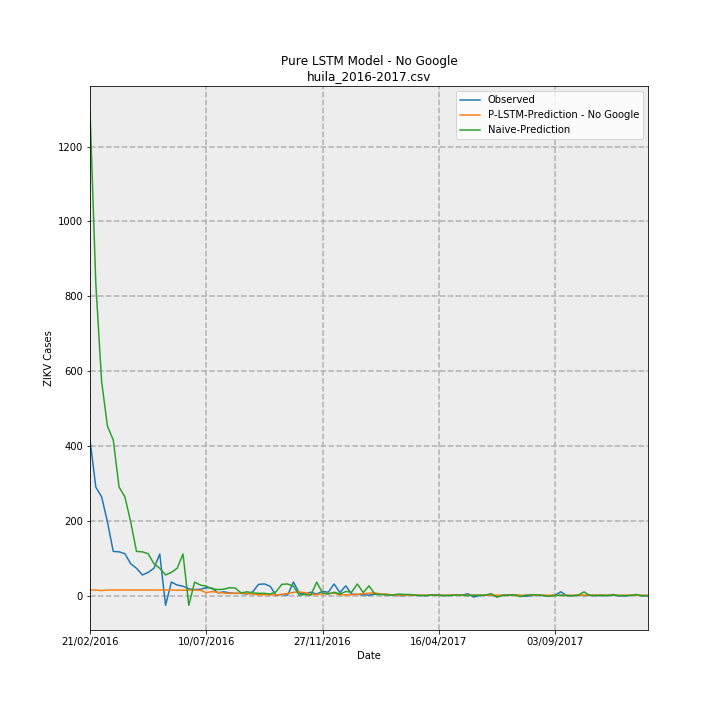 Pure LSTM Model - No Google
huila_2016-2017.csv
Observed
P-LSTM-Prediction - No Google
Naive-Prediction
ZIKV Cases
1200
1000
800
600
400
200
0
21/02/2016
10/07/2016
27/11/2016
16/04/2017
03/09/2017
Date